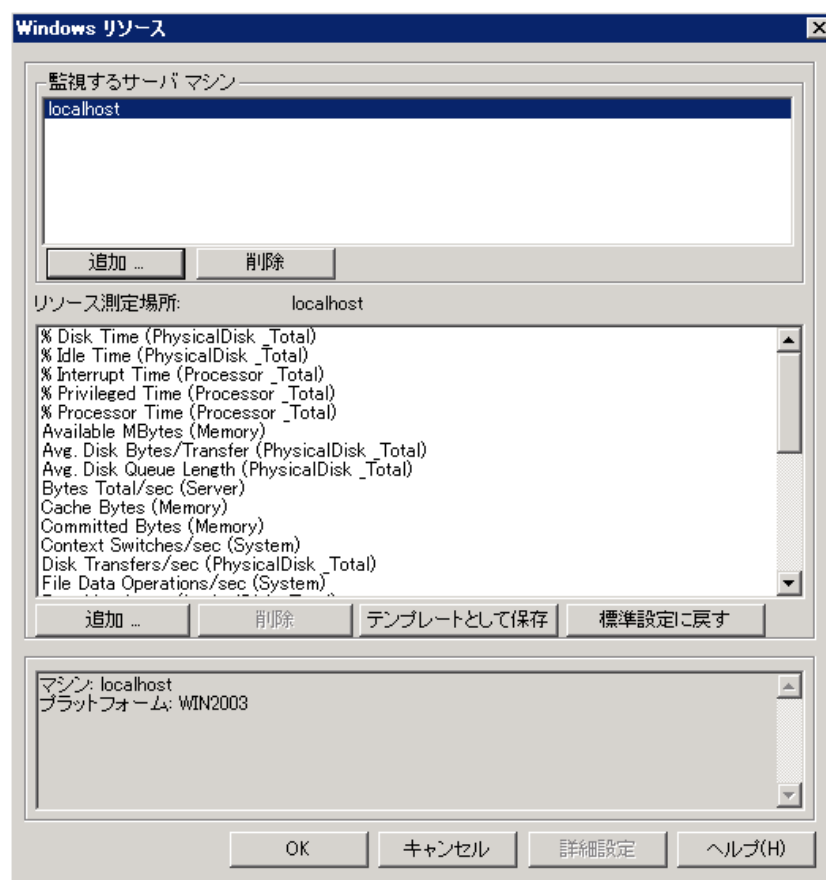 Windows リソース
監視するサーバ マシン
localhost
追加 ...
削除
リソース測定場所: localhost
% Disk Time (PhysicalDisk _Total)
% Idle Time (PhysicalDisk _Total)
% Interrupt Time (Processor _Total)
% Privileged Time (Processor _Total)
% Processor Time (Processor _Total)
Available MBytes (Memory)
Avg. Disk Bytes/Transfer (PhysicalDisk _Total)
Avg. Disk Queue Length (PhysicalDisk _Total)
Bytes Total/sec (Server)
Cache Bytes (Memory)
Committed Bytes (Memory)
Context Switches/sec (System)
Disk Transfers/sec (PhysicalDisk _Total)
File Data Operations/sec (System)
追加 ...
削除
テンプレートとして保存
標準設定に戻す
マシン: localhost
プラットフォーム: WIN2003
OK
キャンセル
詳細設定
ヘルプ(H)